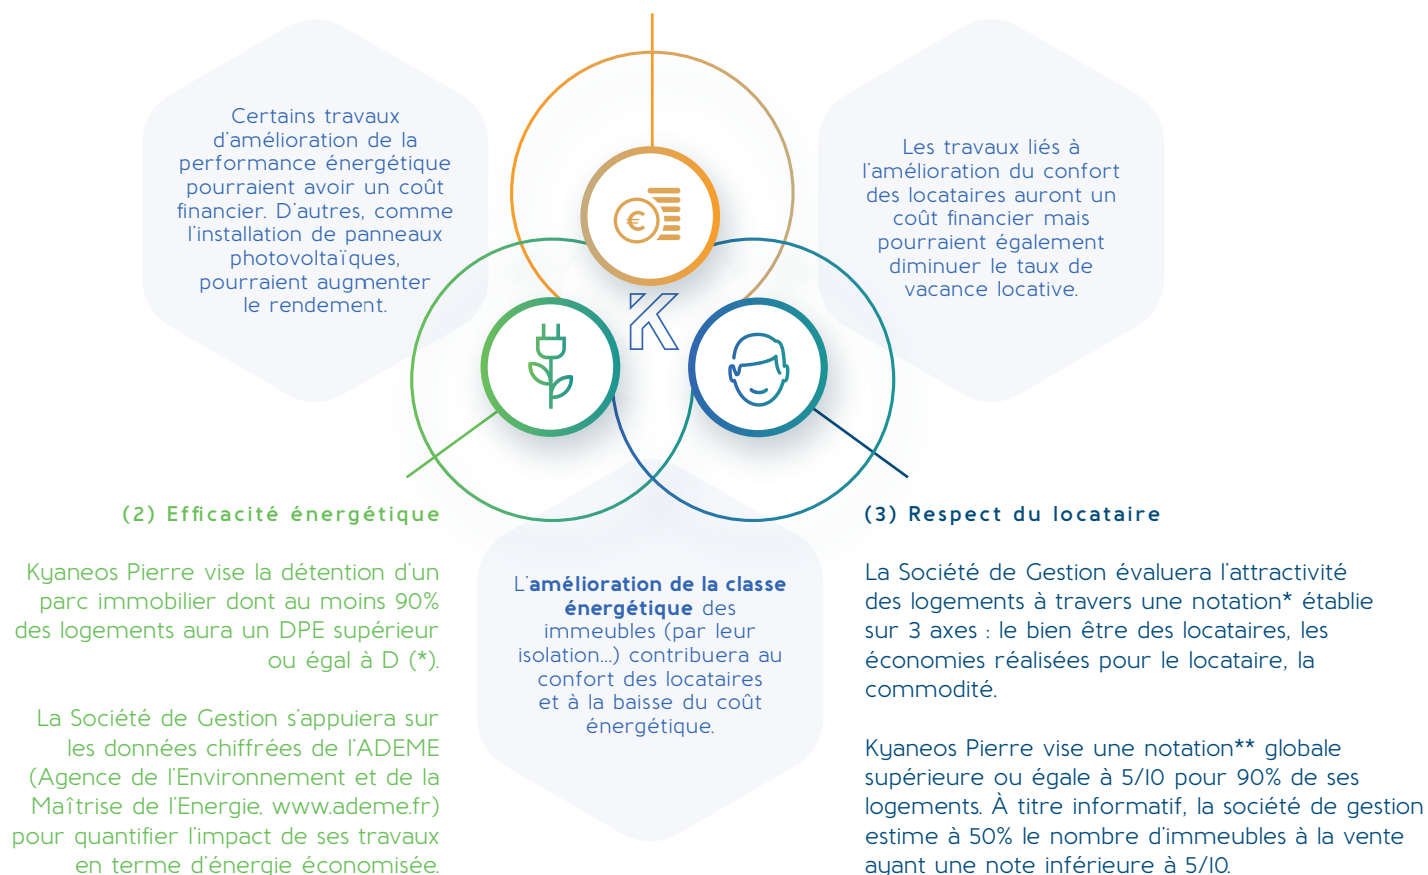 Certains travaux
d'amélioration de la
performance énergétique
pourraient avoir un coût
financier. D'autres, comme
l'installation de panneaux
photovoltaïques,
pourraient augmenter
le rendement.
Les travaux liés à
l'amélioration du confort
des locataires auront un
coût financier mais
pourraient également
diminuer le taux de
vacance locative.
€
K
(2) Efficacité énergétique
Kyaneos Pierre vise la détention d'un
parc immobilier dont au moins 90%
des logements aura un DPE supérieur
ou égal à D (*).
La Société de Gestion s'appuiera sur
les données chiffrées de l'ADEME
(Agence de l'Environnement et de la
Maîtrise de l'Energie, www.ademe.fr)
pour quantifier l'impact de ses travaux
en terme d'énergie économisée.
L'amélioration de la classe
énergétique des
immeubles (par leur
isolation...) contribuera au
confort des locataires
et à la baisse du coût
énergétique.
(3) Respect du locataire
La Société de Gestion évaluera l'attractivité
des logements à travers une notation* établie
sur 3 axes : le bien être des locataires, les
économies réalisées pour le locataire, la
commodité.
Kyaneos Pierre vise une notation** globale
supérieure ou égale à 5/10 pour 90% de ses
logements. À titre informatif, la société de gestion
estime à 50% le nombre d'immeubles à la vente
ayant une note inférieure à 5/10.